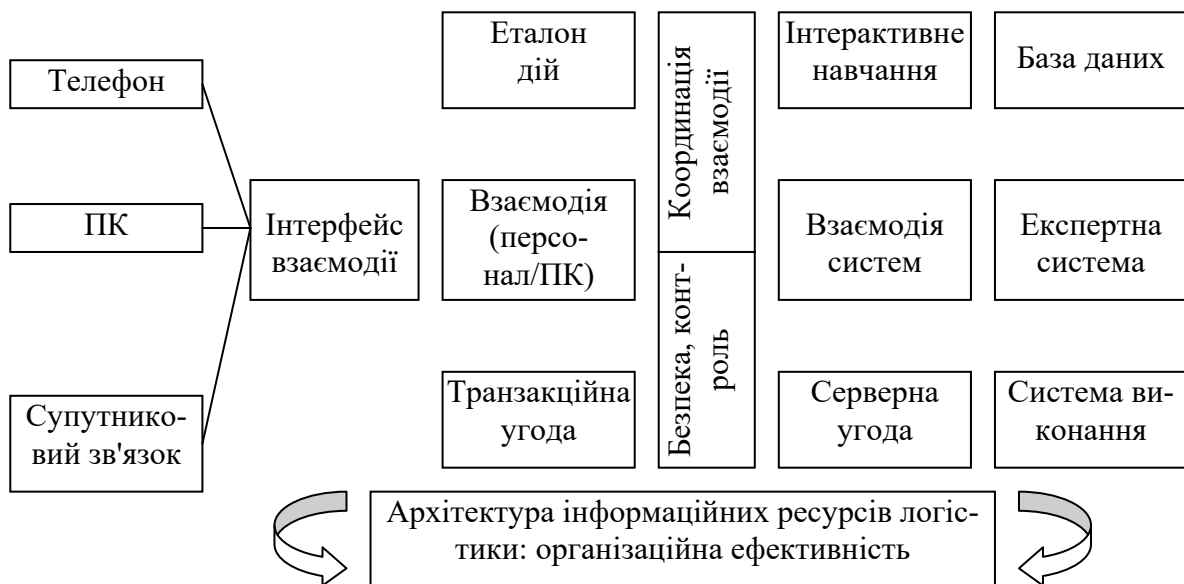 Телефон
ПК
Супутнико-
вий зв'язок
Інтерфейс
взаємодії
Еталон
дій
Взаємодія
(персо-
нал/ПК)
Транзакційна
угода
Координація
взаємодії
Безпека, конт-
роль
Інтерактивне
навчання
Взаємодія
систем
Серверна
угода
База даних
Експертна
система
Система ви-
конання
Архітектура інформаційних ресурсів логіс-
тики: організаційна ефективність